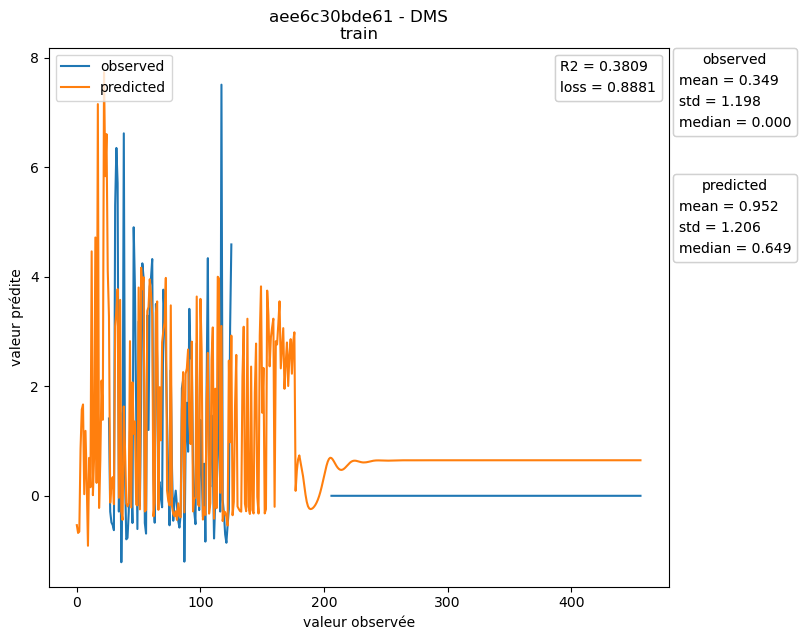 aee6c30bde61 - DMS
train
observed
predicted
R2 = 0.3809
loss = 0.8881
observed
mean = 0.349
std = 1.198
median = 0.000
predicted
mean = 0.952
std = 1.206
median = 0.649
8
6
4
2
0
valeur prédite
0
100
200
300
400
valeur observée